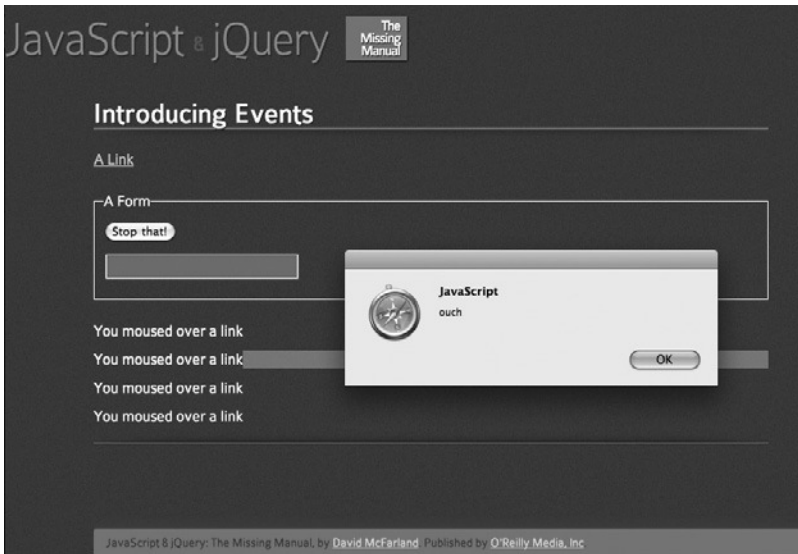 JavaScript & jQuery
The
Missing
Manual
Introducing Events
A Link
A Form
Stop that!
JavaScript
ouch
OK
You moused over a link
You moused over a link
You moused over a link
You moused over a link
JavaScript & jQuery: The Missing Manual, by David McFarland. Published by O'Reilly Media, Inc